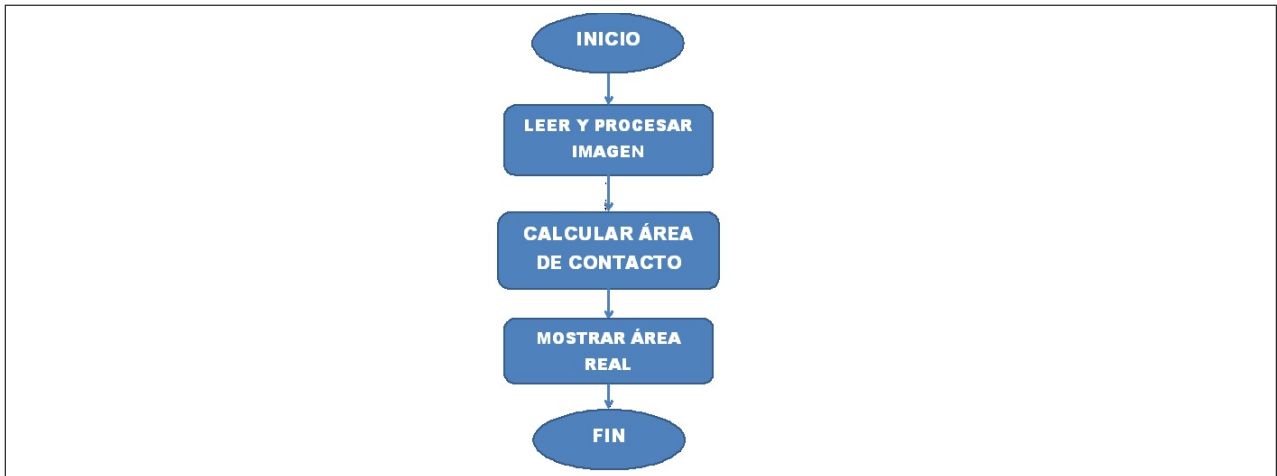 INICIO
LEER Y PROCESAR
IMAGEN
CALCULAR ÁREA
DE CONTACTO
MOSTRAR ÁREA
REAL
FIN